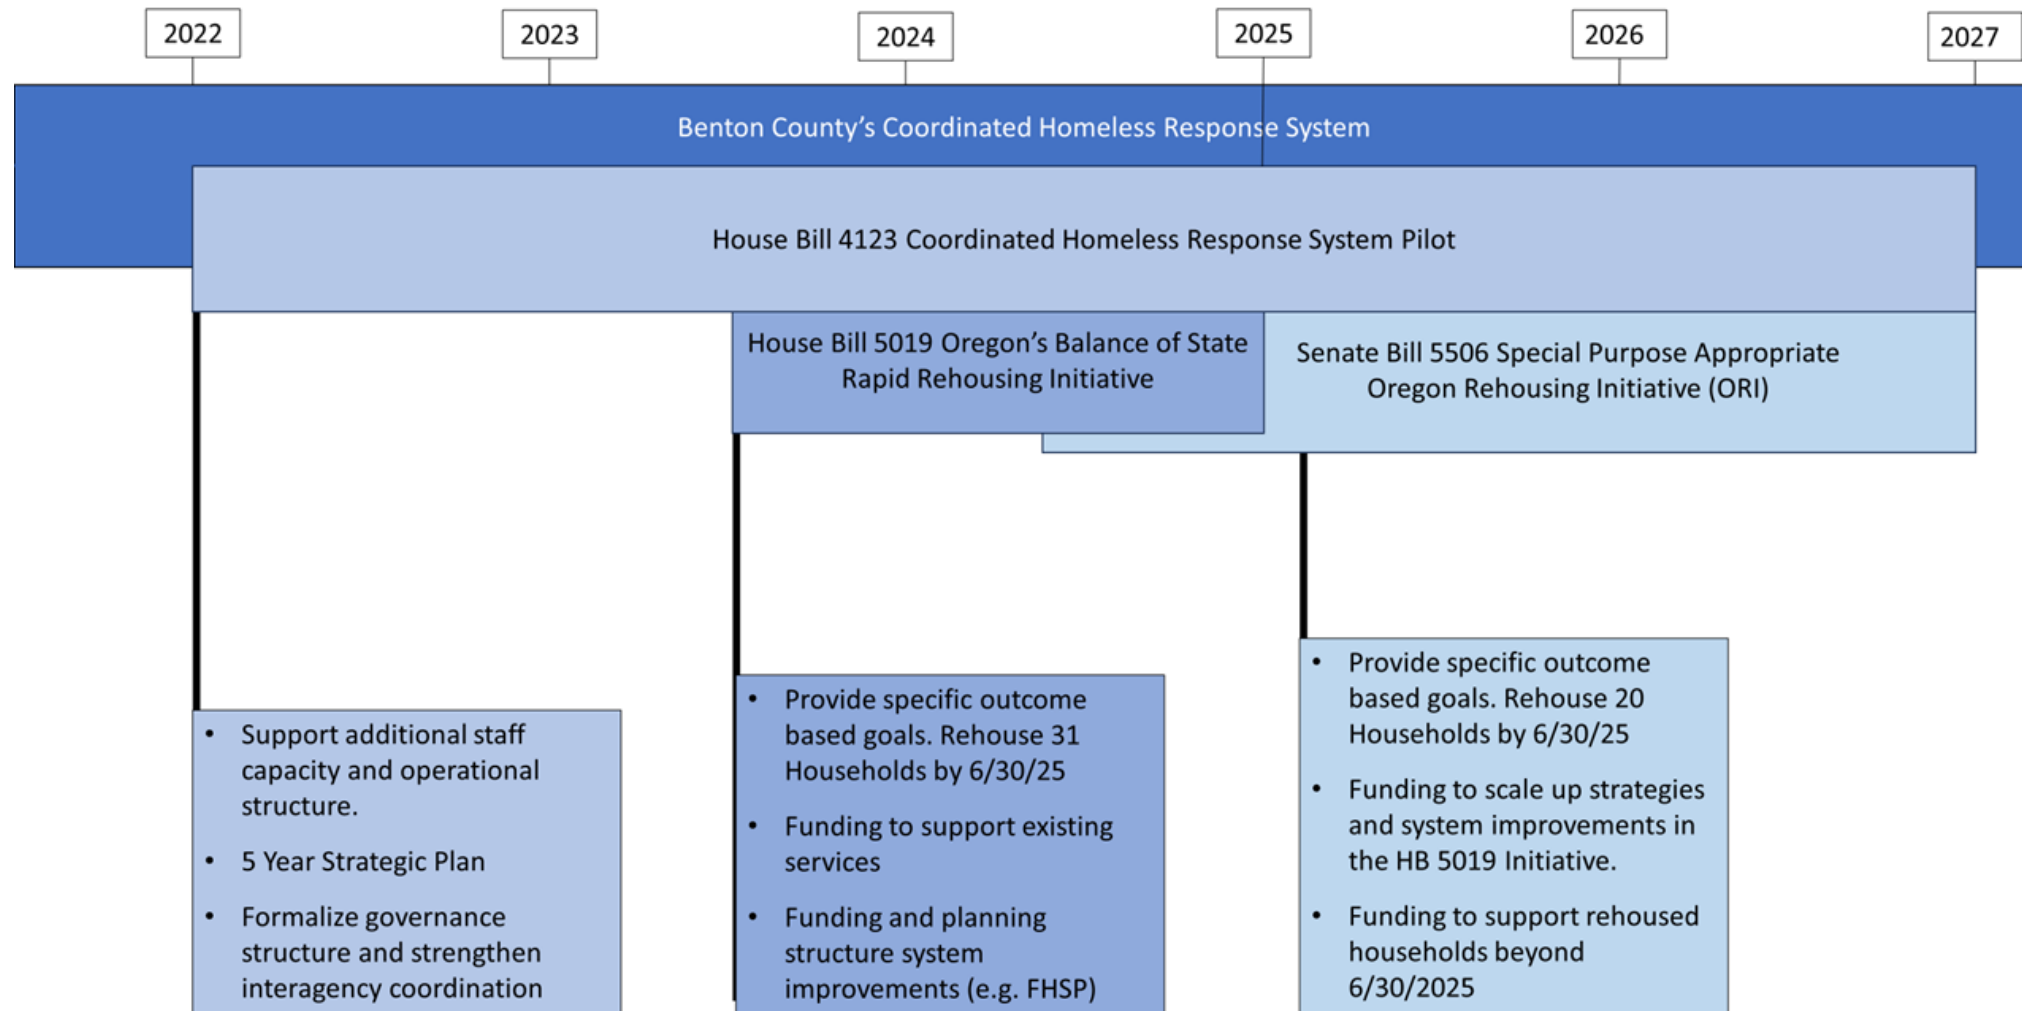 2022
2023
2024
2025
2026
2027
Benton County's Coordinated Homeless Response System
House Bill 4123 Coordinated Homeless Response System Pilot
House Bill 5019 Oregon's Balance of State
Rapid Rehousing Initiative
Senate Bill 5506 Special Purpose Appropriate
Oregon Rehousing Initiative (ORI)
• Support additional staff
capacity and operational
structure.
• 5 Year Strategic Plan
• Formalize governance
structure and strengthen
interagency coordination
• Provide specific outcome
based goals. Rehouse 31
Households by 6/30/25
• Funding to support existing
services
• Funding and planning
structure system
improvements (e.g. FHSP)
• Provide specific outcome
based goals. Rehouse 20
Households by 6/30/25
• Funding to scale up strategies
and system improvements in
the HB 5019 Initiative.
• Funding to support rehoused
households beyond
6/30/2025